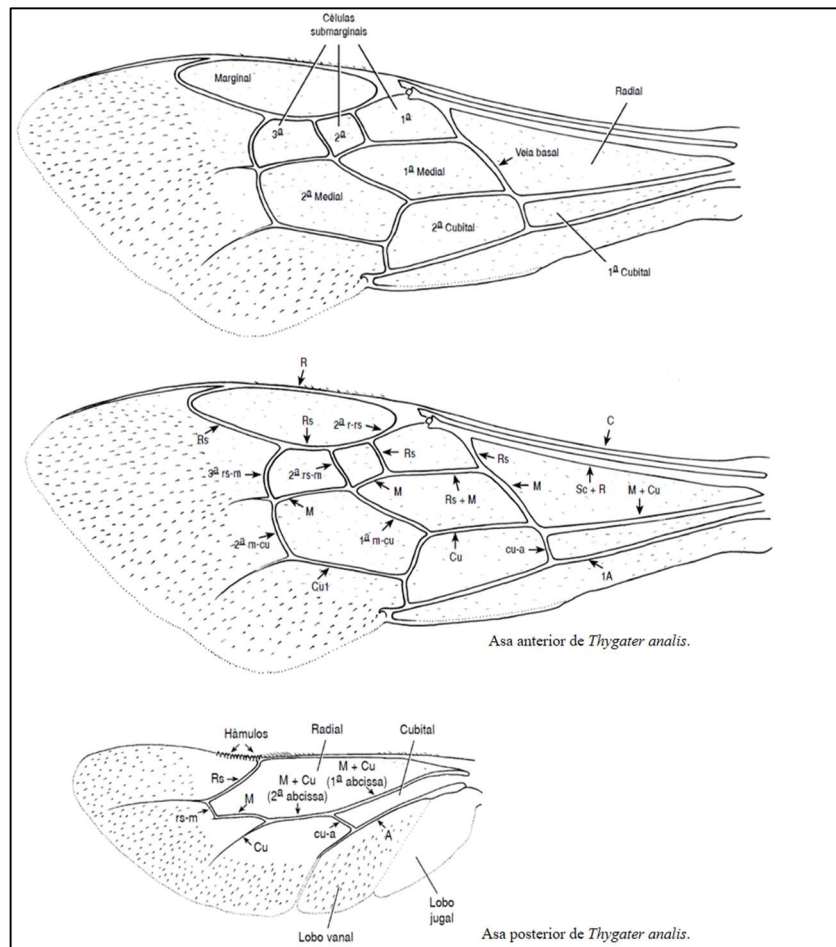 Células
submarginais
Marginal
Radial
3ª
2ª
1ª
Veia basal
1ª Medial
2ª Medial
2ª Cubital
1ª Cubital
R
C
Rs
Rs
2ª r-rs
Rs
Rs
3ª rs-m
2ª rs-m
M
M
M
Rs + M
Sc + R
M + Cu
2ª m-cu
1ª m-cu
Cu
cu-a
Cu1
1A
Asa anterior de Thygater analis.
Hâmulos
Radial
Cubital
Rs
M + Cu
(1ª abcissa)
M + Cu
(2ª abcissa)
M
rs-m
cu-a
A
Cu
Lobo
jugal
Lobo vanal
Asa posterior de Thygater analis.